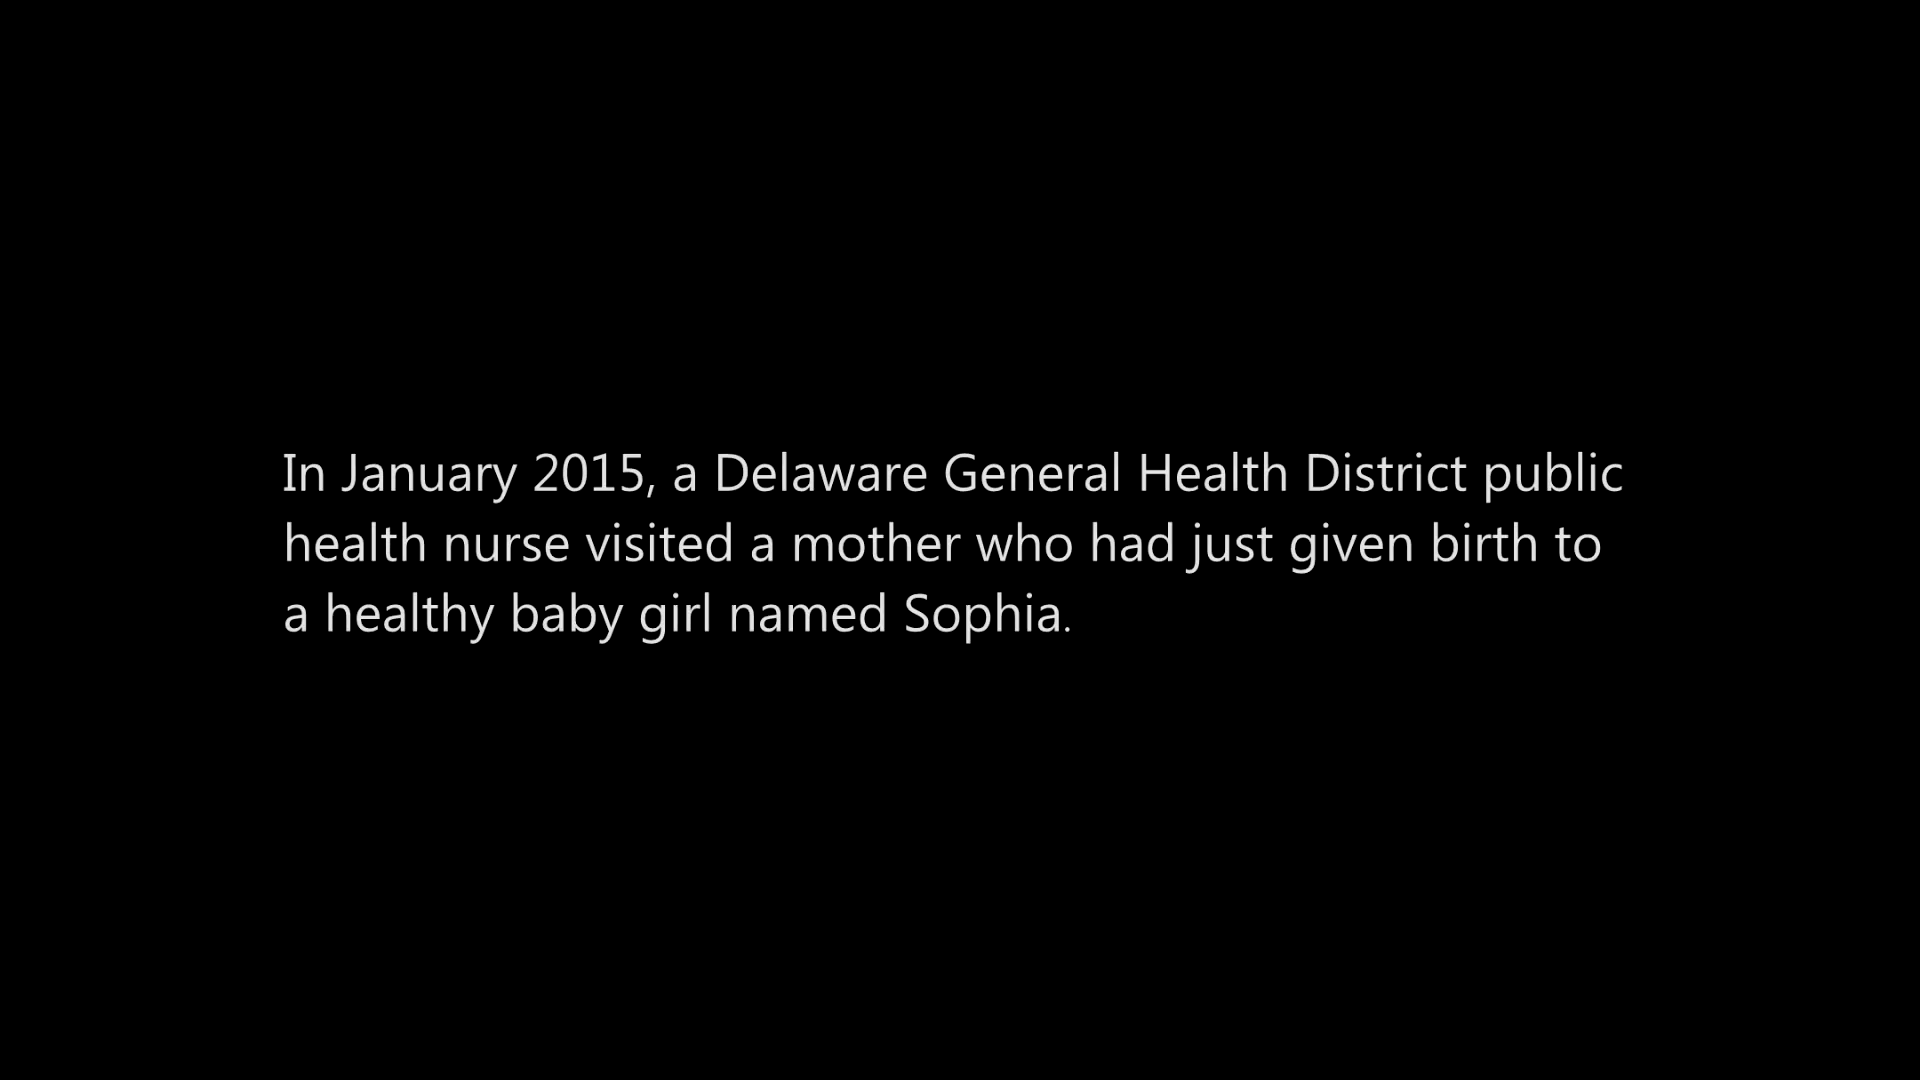 In January 2015, a Delaware General Health District public
health nurse visited a mother who had just given birth to
a healthy baby girl named Sophia.